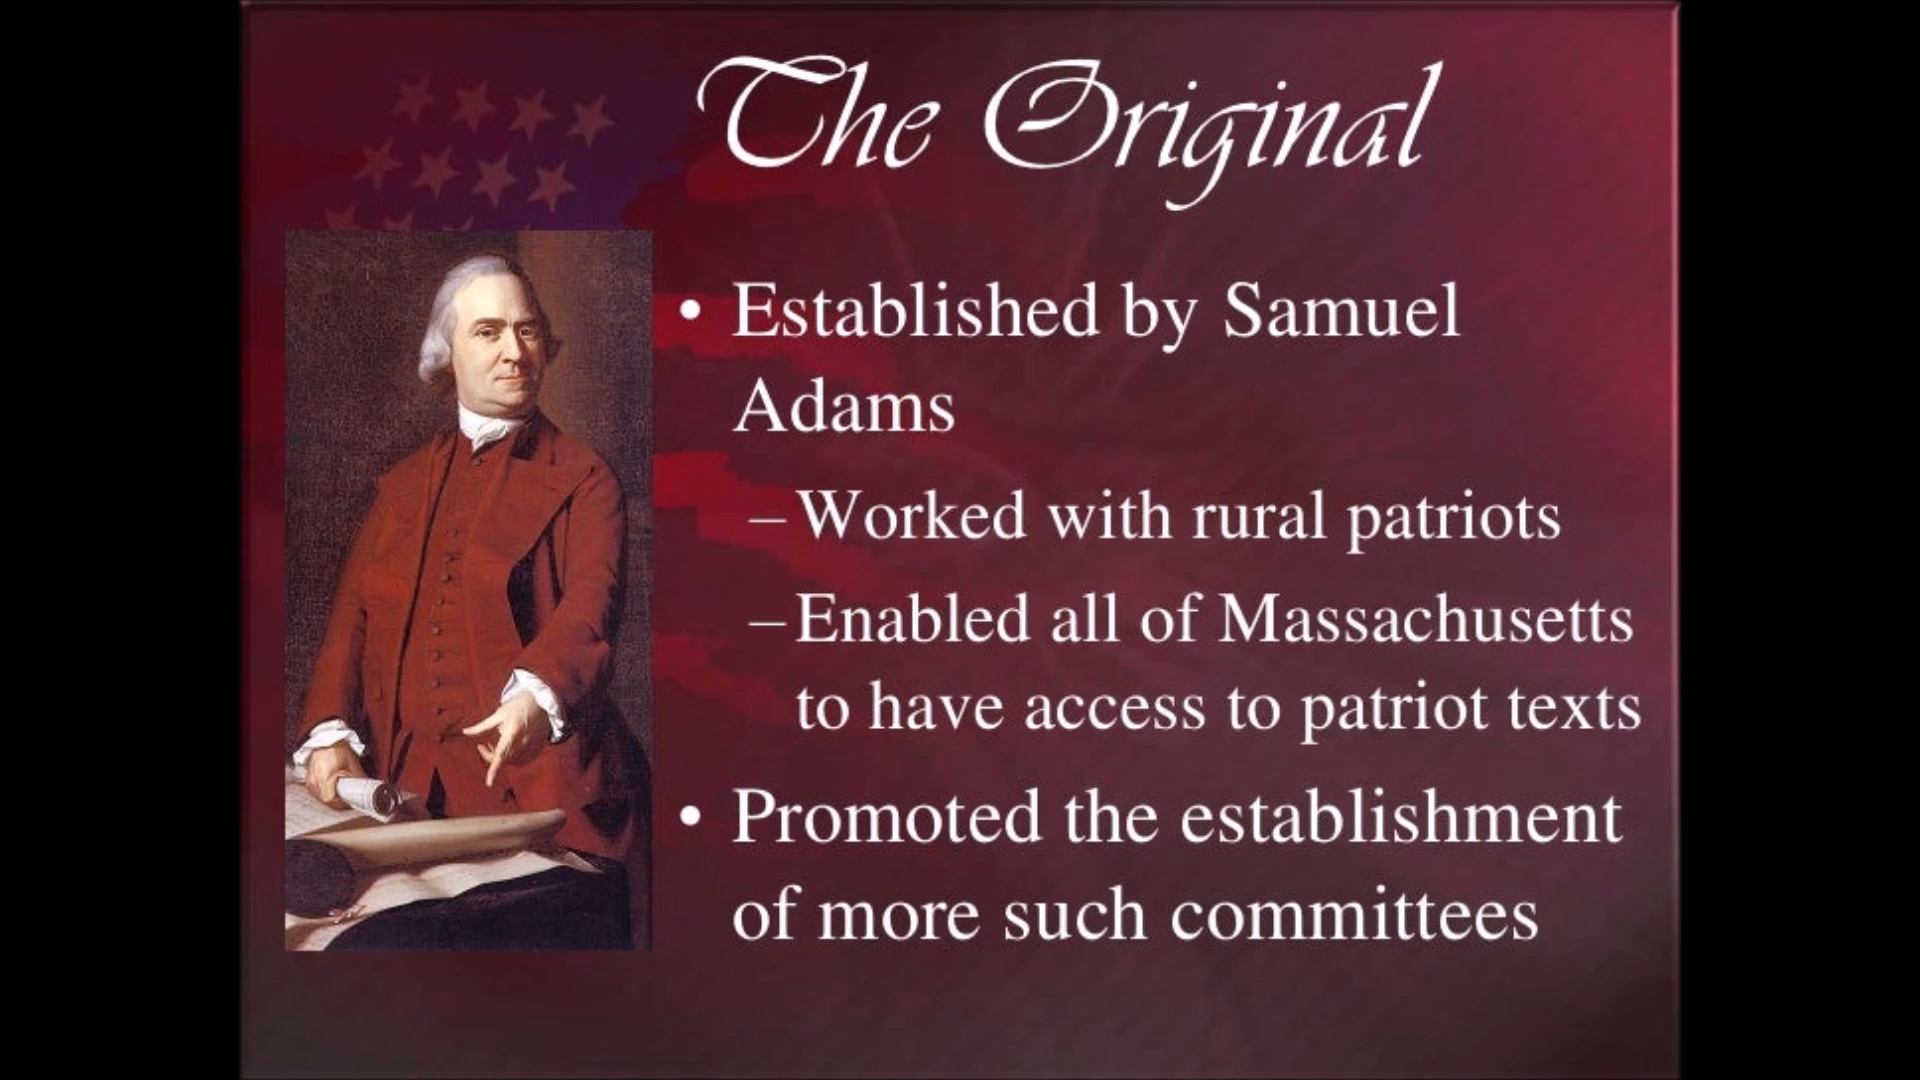 The Original
• Established by Samuel
Adams
– Worked with rural patriots
– Enabled all of Massachusetts
to have access to patriot texts
• Promoted the establishment
of more such committees